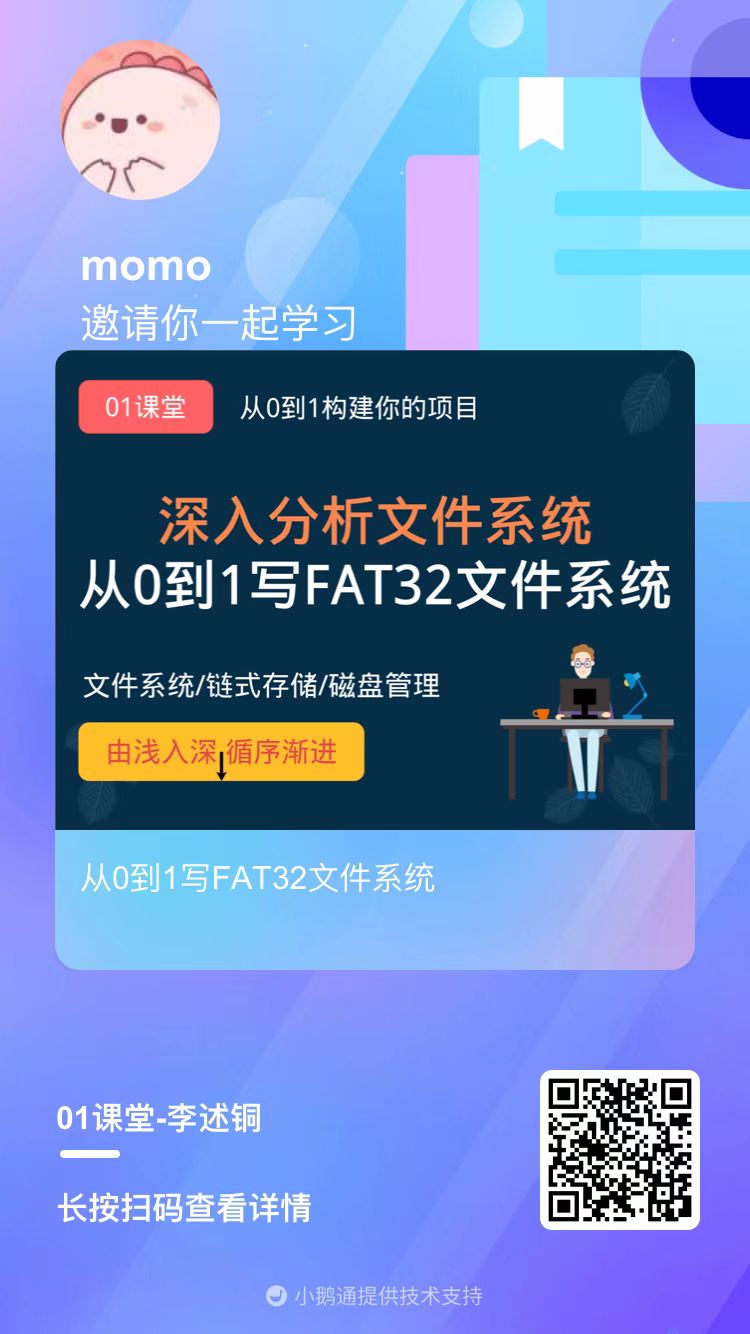 momo
邀请你一起学习
01课堂 从0到1构建你的项目
深入分析文件系统
从0到1写FAT32文件系统
文件系统/链式存储/磁盘管理
由浅入深 循序渐进
从0到1写FAT32文件系统
01课堂-李述铜
长按扫码查看详情
小鹅通提供技术支持